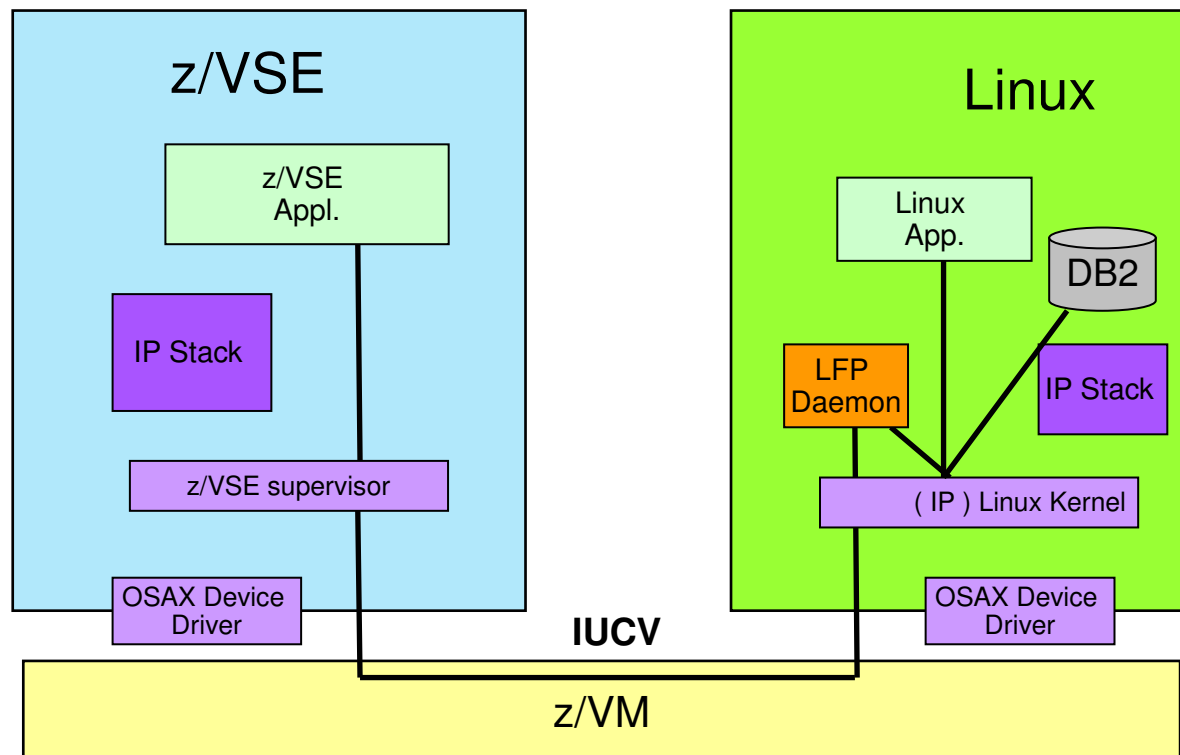 z/VSE
z/VSE
Appl.
IP Stack
z/VSE supervisor
OSAX Device
Driver
Linux
Linux
App.
DB2
LFP
Daemon
IP Stack
( IP ) Linux Kernel
OSAX Device
Driver
IUCV
z/VM